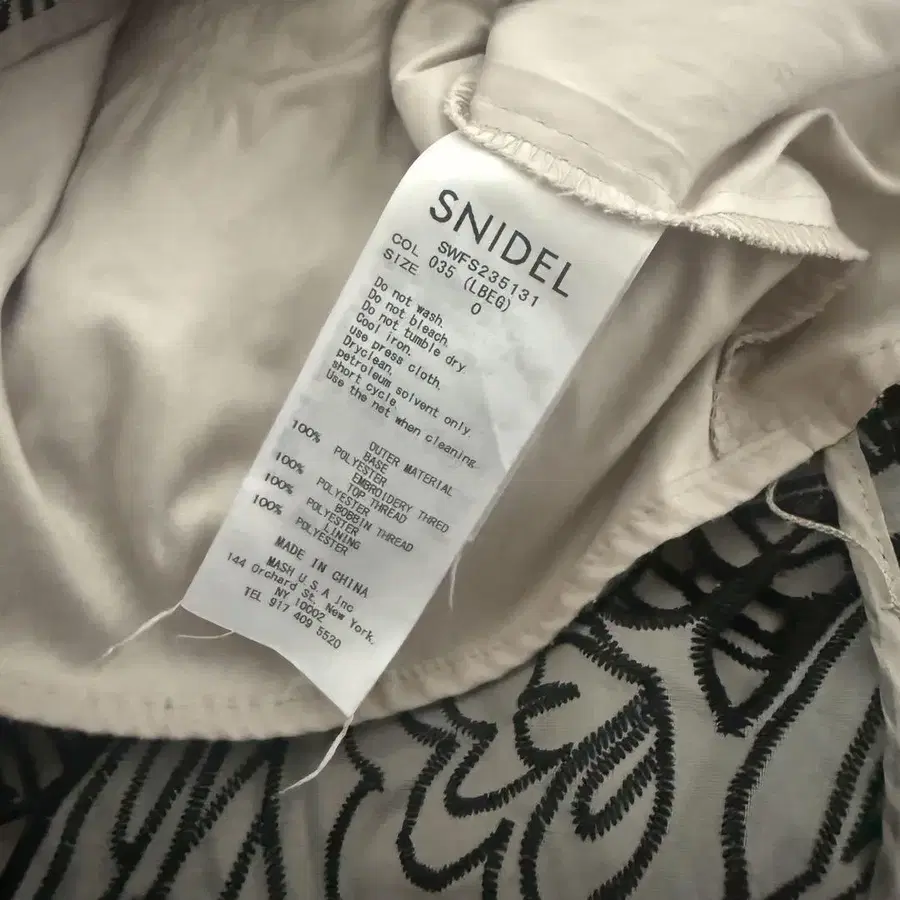 SNIDEL
SWFS235131
COL 035 (LBEG)
SIZE 0
Do not wash.
Do not bleach.
Do not tumble dry
Cool iron.
use press cloth.
Dryclean,
petroleum solvent only.
short cycle.
Use the net when cleaning.
OUTER MATERIAL
BASE
100% POLYESTER
EMBROIDERY THRED
TOP THREAD
100% POLYESTER
BOBBIN THREAD
100% POLYESTER
LINING
100% POLYESTER
MADE IN CHINA
MASH U.S.A Inc
144 Orchard St. New York.
NY 10002
TEL 917 409 5520